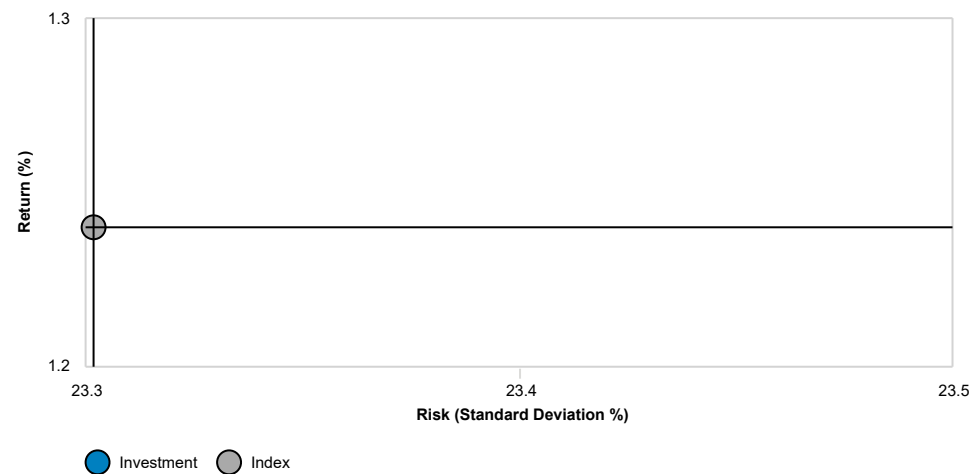 1.3
Return (%)
1.2
23.3 23.4 23.5
Risk (Standard Deviation %)
Investment Index